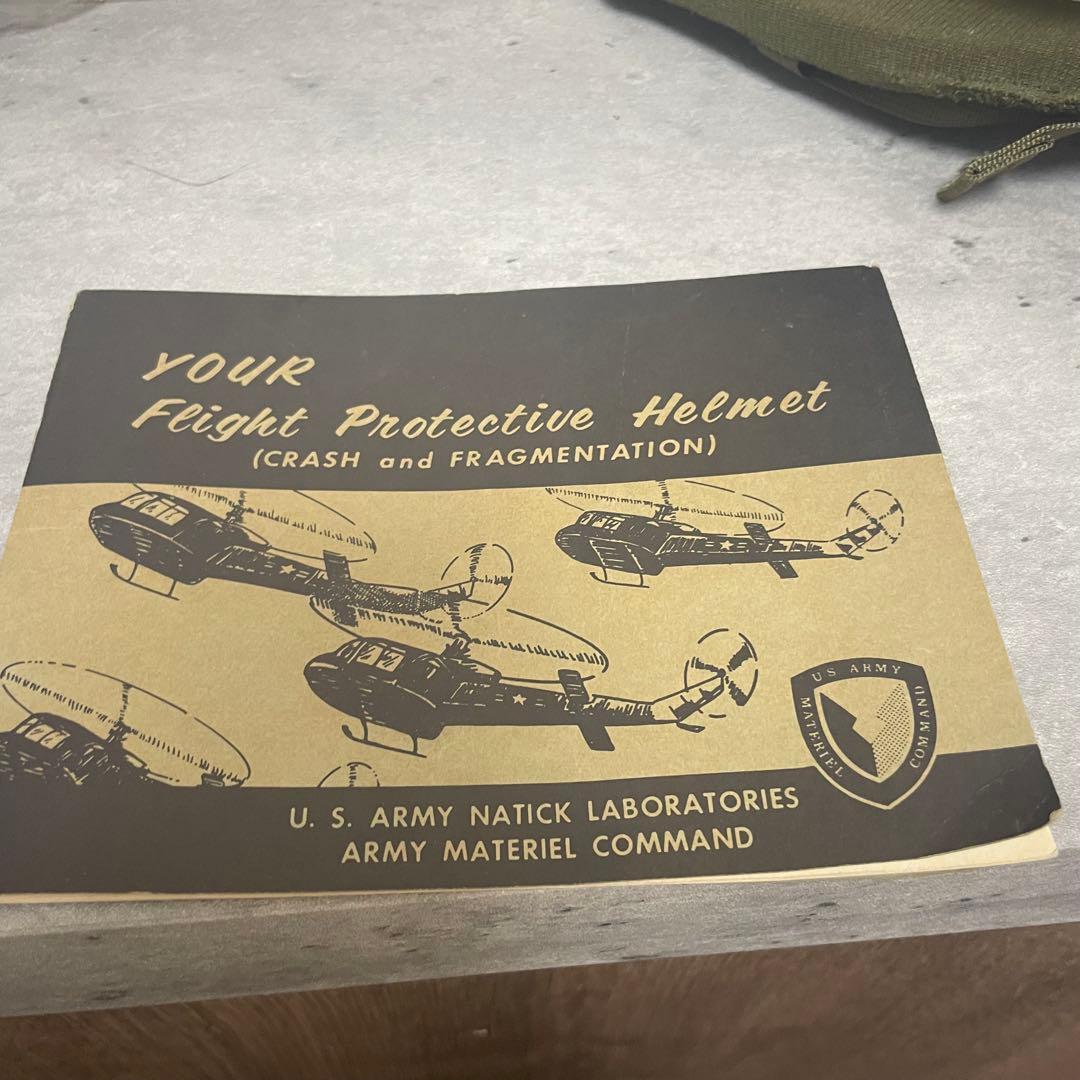 YOUR
Flight Protective Helmet
(CRASH and FRAGMENTATION)
US ARMY
MATERIEL COMMAND
U. S. ARMY NATICK LABORATORIES
ARMY MATERIEL COMMAND